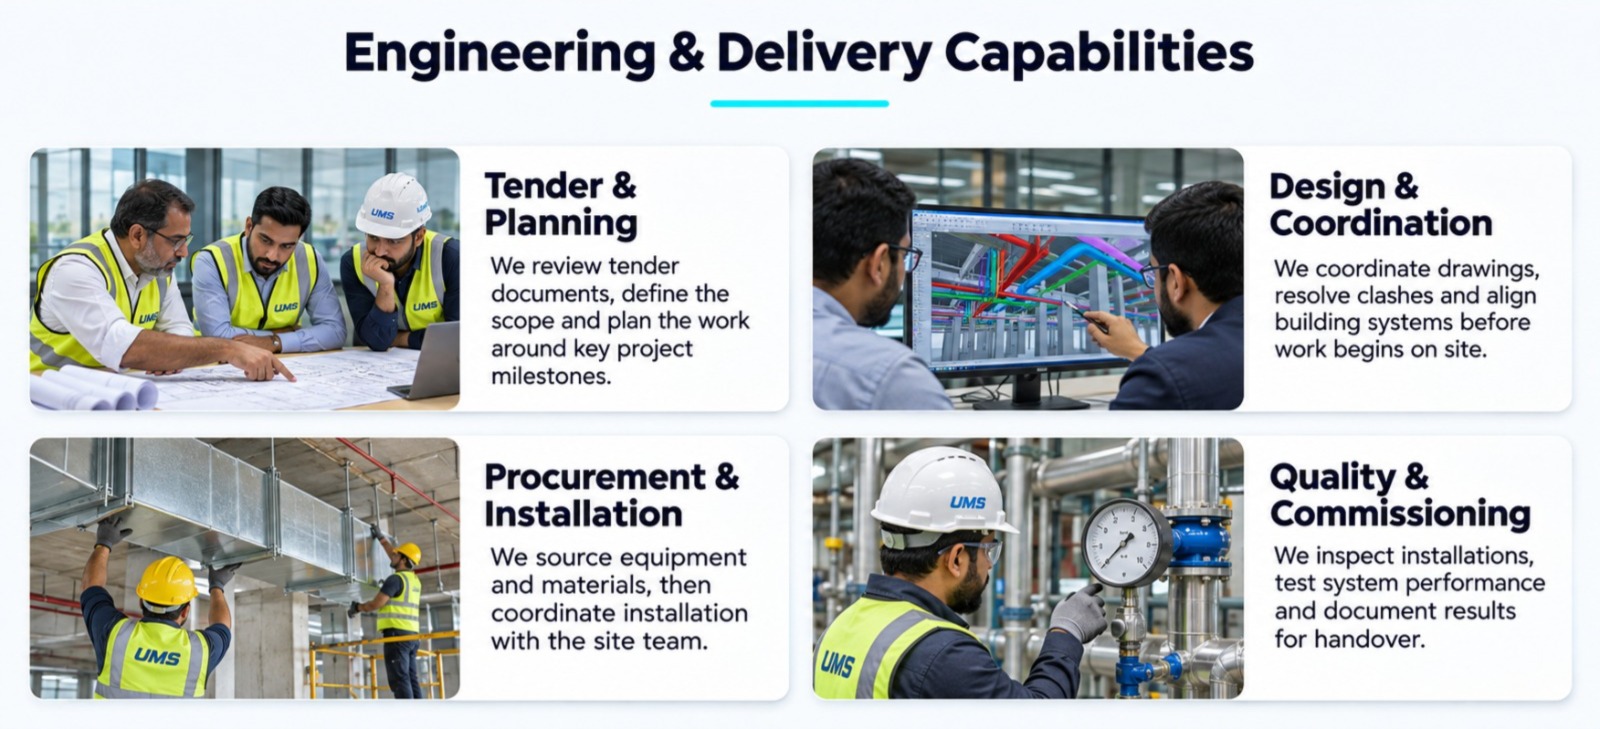 Engineering & Delivery Capabilities
Tender &
Planning
We review tender
documents, define the
scope and plan the work
around key project
milestones.
UMS
UMS
UMS
UMS
Design &
Coordination
We coordinate drawings,
resolve clashes and align
building systems before
work begins on site.
Procurement &
Installation
We source equipment
and materials, then
coordinate installation
with the site team.
UMS
Quality &
Commissioning
We inspect installations,
test system performance
and document results
for handover.
UMS
UMS